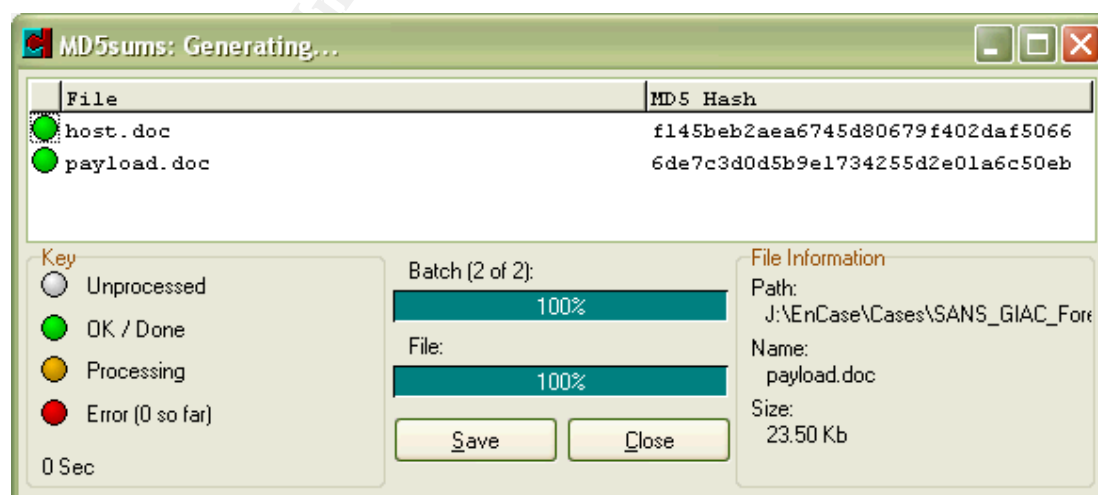 MD5sums: Generating...
File MD5 Hash
host.doc f145beb2aea6745d80679f402daf5066
payload.doc 6de7c3d0d5b9e1734255d2e01a6c50eb
Key
Unprocessed
OK / Done
Processing
Error (0 so far)
0 Sec
Batch (2 of 2):
100%
File:
100%
Save Close
File Information
Path:
J:\EnCase\Cases\SANS_GIAC_Fore
Name:
payload.doc
Size:
23.50 Kb